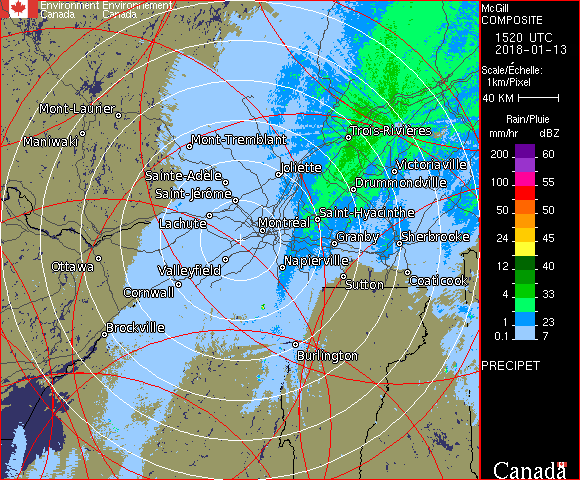 Environment Environnement
Canada Canada
McGill
COMPOSITE
1520 UTC
2018-01-13
Scale/Échelle:
1km/Pixel
40 KM
Rain/Pluie
mm/hr dBZ
200 60
150 57
100 55
50 50
24 45
12 40
4 33
1 23
0.1 7
PRECIPET
Canada
Mont-Laurier
Maniwaki
Mont-Tremblant
Trois-Rivières
Joliette
Victoriaville
Sainte-Adèle
Drummondville
Saint-Jérôme
Saint-Hyacinthe
Lachute
Montréal
Granby
Sherbrooke
Ottawa
Valleyfield
Napierville
Sutton
Coaticook
Cornwall
Brockville
Burlington